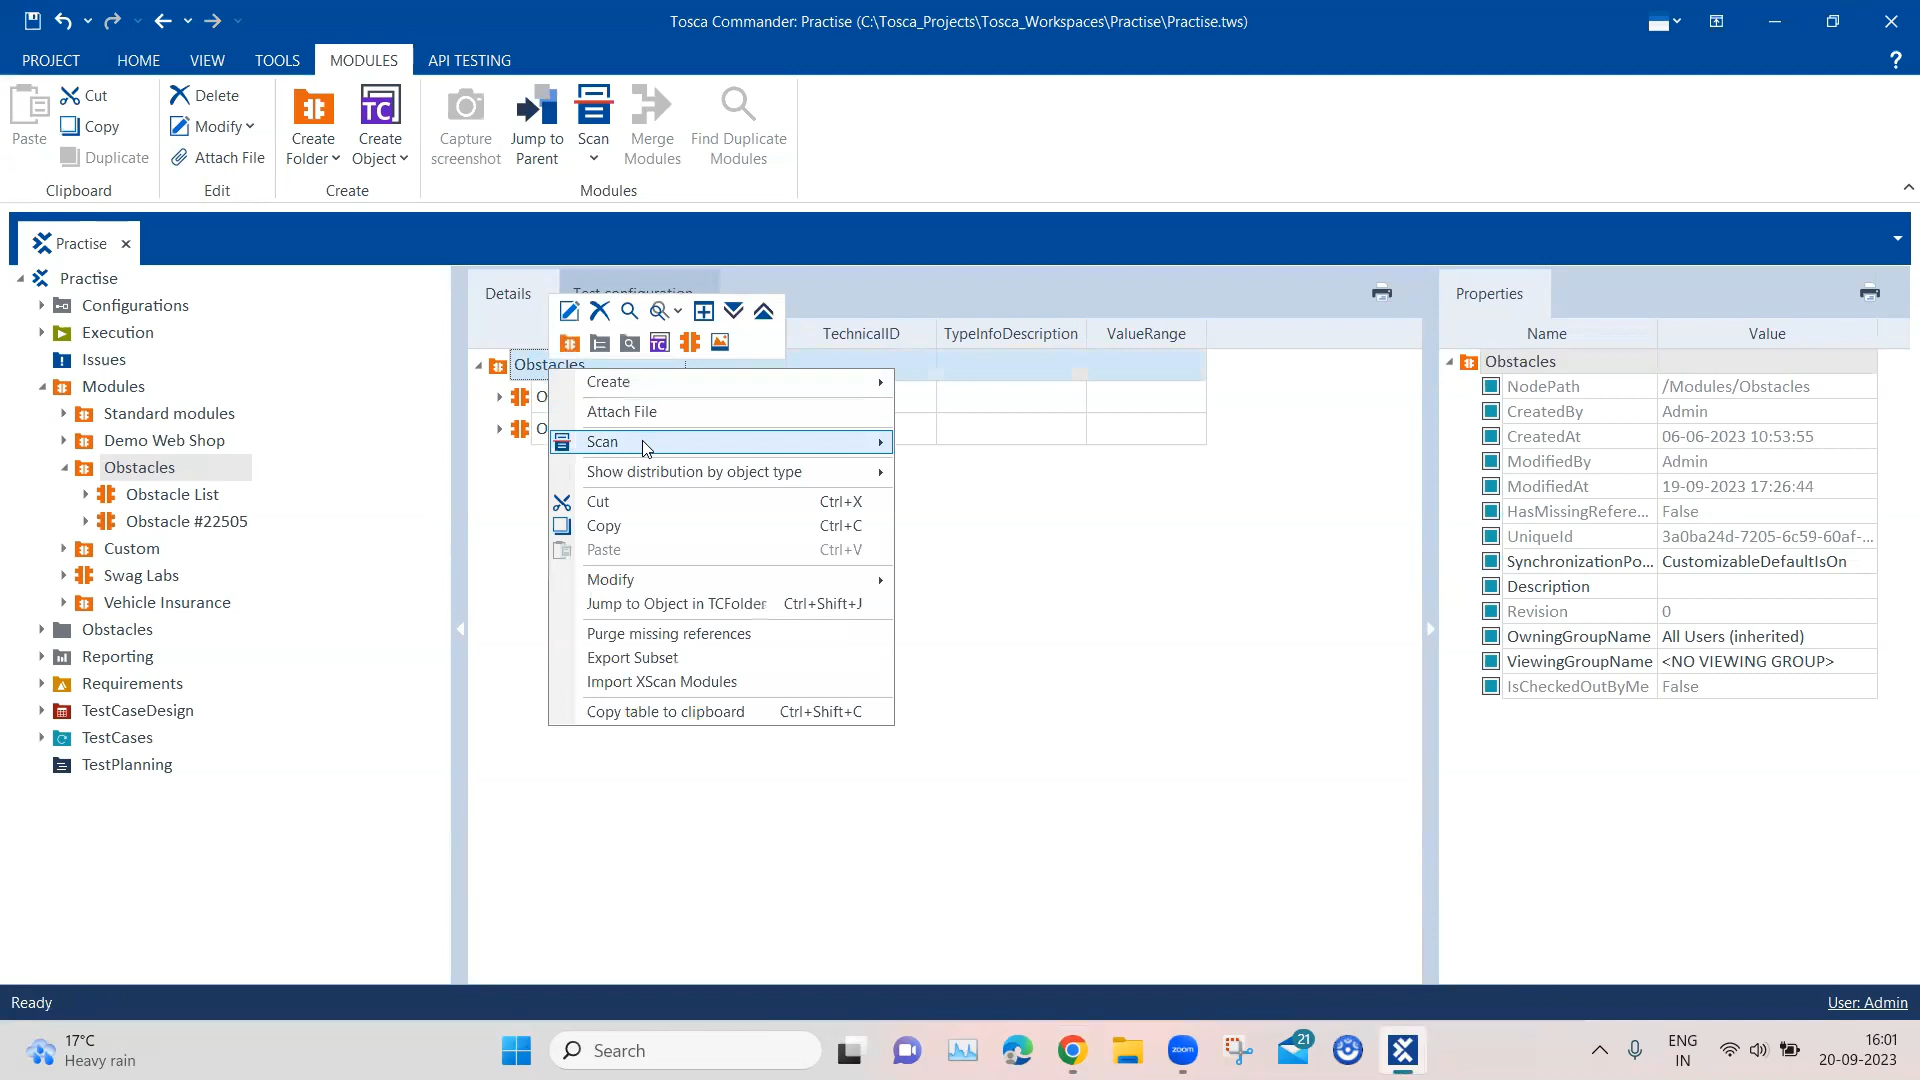 Tosca Commander: Practise (C:\Tosca_Projects\Tosca_Workspaces\Practise\Practise.tws)
PROJECT HOME VIEW TOOLS MODULES API TESTING ?
Paste Cut Copy Duplicate Clipboard
Delete Modify Attach File Edit
Create Folder Create Object Create
Capture screenshot Jump to Parent Scan Merge Modules Find Duplicate Modules
Modules
Practise
Practise
Configurations
Execution
Issues
Modules
Standard modules
Demo Web Shop
Obstacles
Obstacle List
Obstacle #22505
Custom
Swag Labs
Vehicle Insurance
Obstacles
Reporting
Requirements
TestCaseDesign
TestCases
TestPlanning
Details Test configuration
TechnicalID TypeInfoDescription ValueRange
Obstacles
O
O
Create
Attach File
Scan
Show distribution by object type
Cut Ctrl+X
Copy Ctrl+C
Paste Ctrl+V
Modify
Jump to Object in TCFolder Ctrl+Shift+J
Purge missing references
Export Subset
Import XScan Modules
Copy table to clipboard Ctrl+Shift+C
Properties
Name Value
Obstacles
NodePath /Modules/Obstacles
CreatedBy Admin
CreatedAt 06-06-2023 10:53:55
ModifiedBy Admin
ModifiedAt 19-09-2023 17:26:44
HasMissingRefere... False
UniqueId 3a0ba24d-7205-6c59-60af-...
SynchronizationPo... CustomizableDefaultIsOn
Description
Revision 0
OwningGroupName All Users (inherited)
ViewingGroupName <NO VIEWING GROUP>
IsCheckedOutByMe False
Ready User: Admin
17°C
Heavy rain
Search
zoom
21
ENG
IN
16:01
20-09-2023